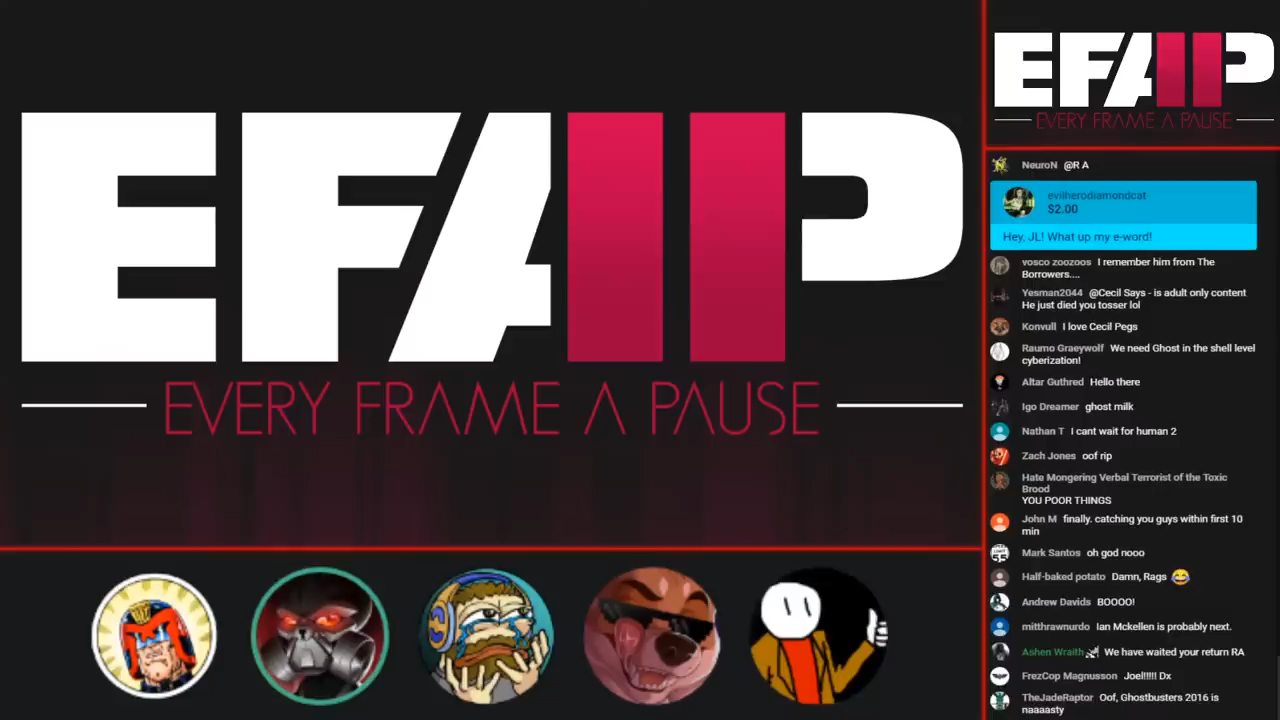 EFAP
EVERY FRAME A PAUSE
EFAP
EVERY FRAME A PAUSE
NeuroN @R A
evilherodiamondcat
$2.00
Hey, JL! What up my e-word!
vosco zoozoos I remember him from The
Borrowers....
Yesman2044 @Cecil Says - is adult only content
He just died you tosser lol
Konvull I love Cecil Pegs
Raumo Graeywolf We need Ghost in the shell level
cyberization!
Altar Guthred Hello there
Igo Dreamer ghost milk
Nathan T I cant wait for human 2
Zach Jones oof rip
Hate Mongering Verbal Terrorist of the Toxic
Brood
YOU POOR THINGS
John M finally. catching you guys within first 10
min
Mark Santos oh god nooo
Half-baked potato Damn, Rags 😂
Andrew Davids BOOOO!
mitthrawnurdo Ian Mckellen is probably next.
Ashen Wraith We have waited your return RA
FrezCop Magnusson Joel!!!!! Dx
TheJadeRaptor Oof, Ghostbusters 2016 is
naaaasty